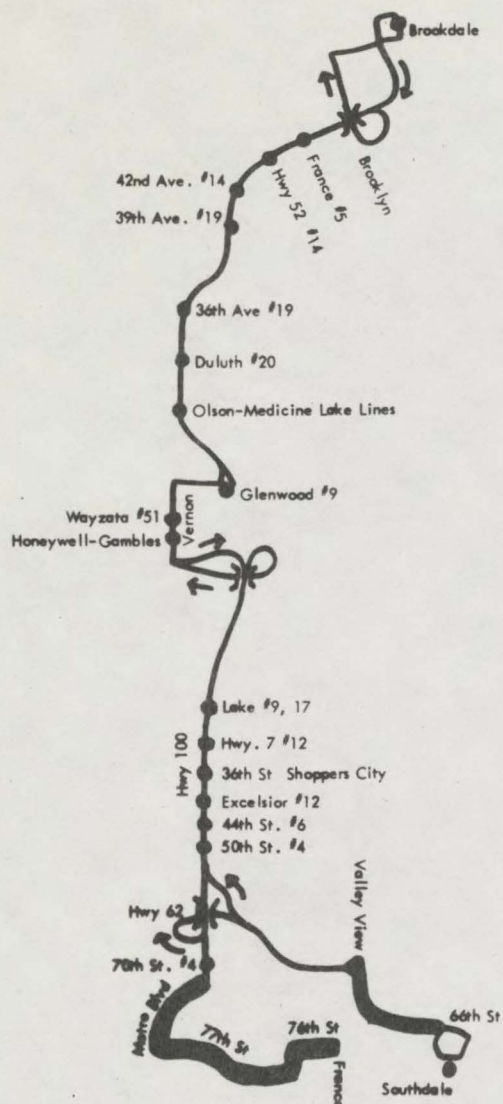 Brookdale
Brooklyn
France #5
Hwy 52 #14
42nd Ave. #14
39th Ave. #19
36th Ave #19
Duluth #20
Olson-Medicine Lake Lines
Glenwood #9
Vernon
Wayzata #51
Honeywell-Gambles
Lake #9, 17
Hwy. 7 #12
Hwy 100
36th St Shoppers City
Excelsior #12
44th St. #6
50th St. #4
Valley View
Hwy 62
70th St. #4
66th St
Metro Blvd
77th St
76th St
France
Southdale